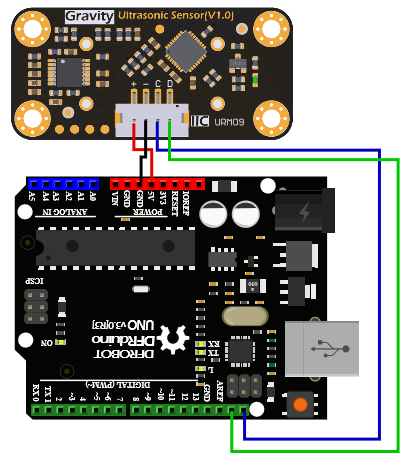 Gravity Ultrasonic Sensor(V1.0)
+ - C D
IIC URM09
A5 A4 A3 A2 A1 A0 VIN GND GND 5V 3V3 RESET IOREF
ANALOG IN POWER
ICSP
050
ON
UNO v3.0[R3]
DFRduino
DFROBOT
RX
TX
L
DIGITAL (PWM~)
RX 0 TX 1 2 ~3 4 ~5 ~6 7 8 ~9 ~10 ~11 12 13 GND AREF